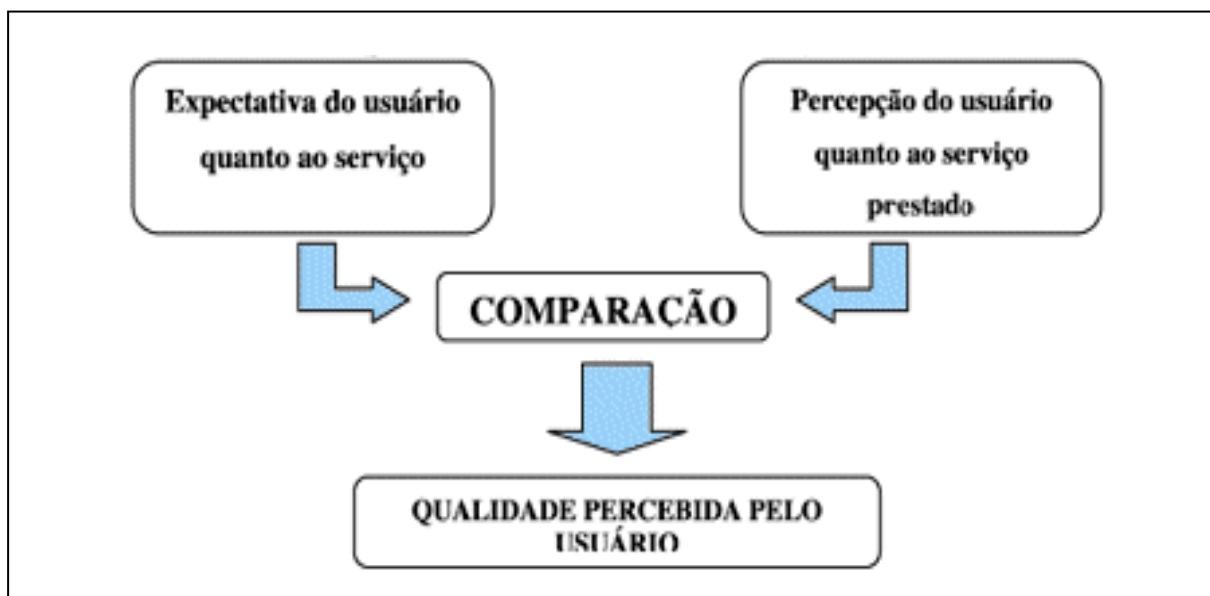 Expectativa do usuário
quanto ao serviço
Percepção do usuário
quanto ao serviço
prestado
COMPARAÇÃO
QUALIDADE PERCEBIDA PELO
USUÁRIO